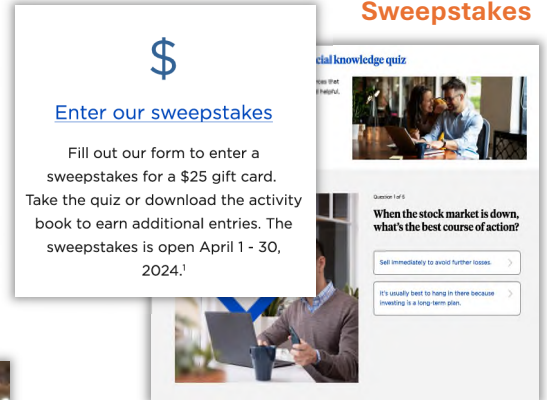 Sweepstakes
$
Enter our sweepstakes
Fill out our form to enter a
sweepstakes for a $25 gift card.
Take the quiz or download the activity
book to earn additional entries. The
sweepstakes is open April 1 - 30,
2024.¹
cial knowledge quiz
that
helpful.
Question 1 of 5
When the stock market is down,
what's the best course of action?
Sell immediately to avoid further losses.
It's usually best to hang in there because
investing is a long-term plan.